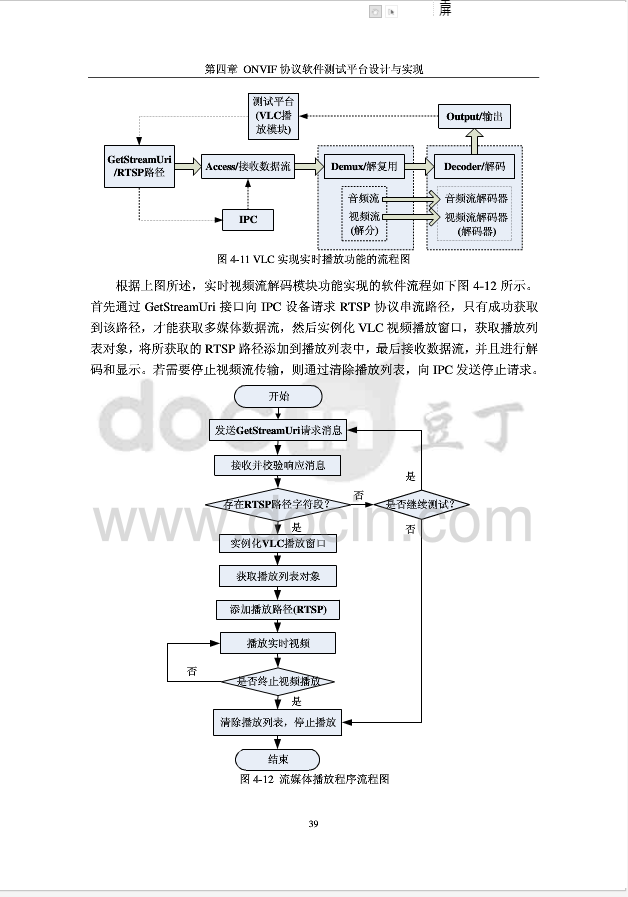 第四章 ONVIF 协议软件测试平台设计与实现
测试平台
(VLC播
放模块)
Output/输出
GetStreamUri
/RTSP路径
Access/接收数据流
Demux/解复用
Decoder/解码
音频流
视频流
(解分)
音频流解码器
视频流解码器
(解码器)
IPC
图 4-11 VLC 实现实时播放功能的流程图
根据上图所述，实时视频流解码模块功能实现的软件流程如下图 4-12 所示。
首先通过 GetStreamUri 接口向 IPC 设备请求 RTSP 协议串流路径，只有成功获取
到该路径，才能获取多媒体数据流，然后实例化 VLC 视频播放窗口，获取播放列
表对象，将所获取的 RTSP 路径添加到播放列表中，最后接收数据流，并且进行解
码和显示。若需要停止视频流传输，则通过清除播放列表，向 IPC 发送停止请求。
开始
发送GetStreamUri请求消息
接收并校验响应消息
是
存在RTSP路径字符段？
否
是否继续测试？
是
否
实例化VLC播放窗口
获取播放列表对象
添加播放路径(RTSP)
播放实时视频
否
是否终止视频播放
是
清除播放列表，停止播放
结束
图 4-12 流媒体播放程序流程图
39
docin 豆丁
www.docin.com